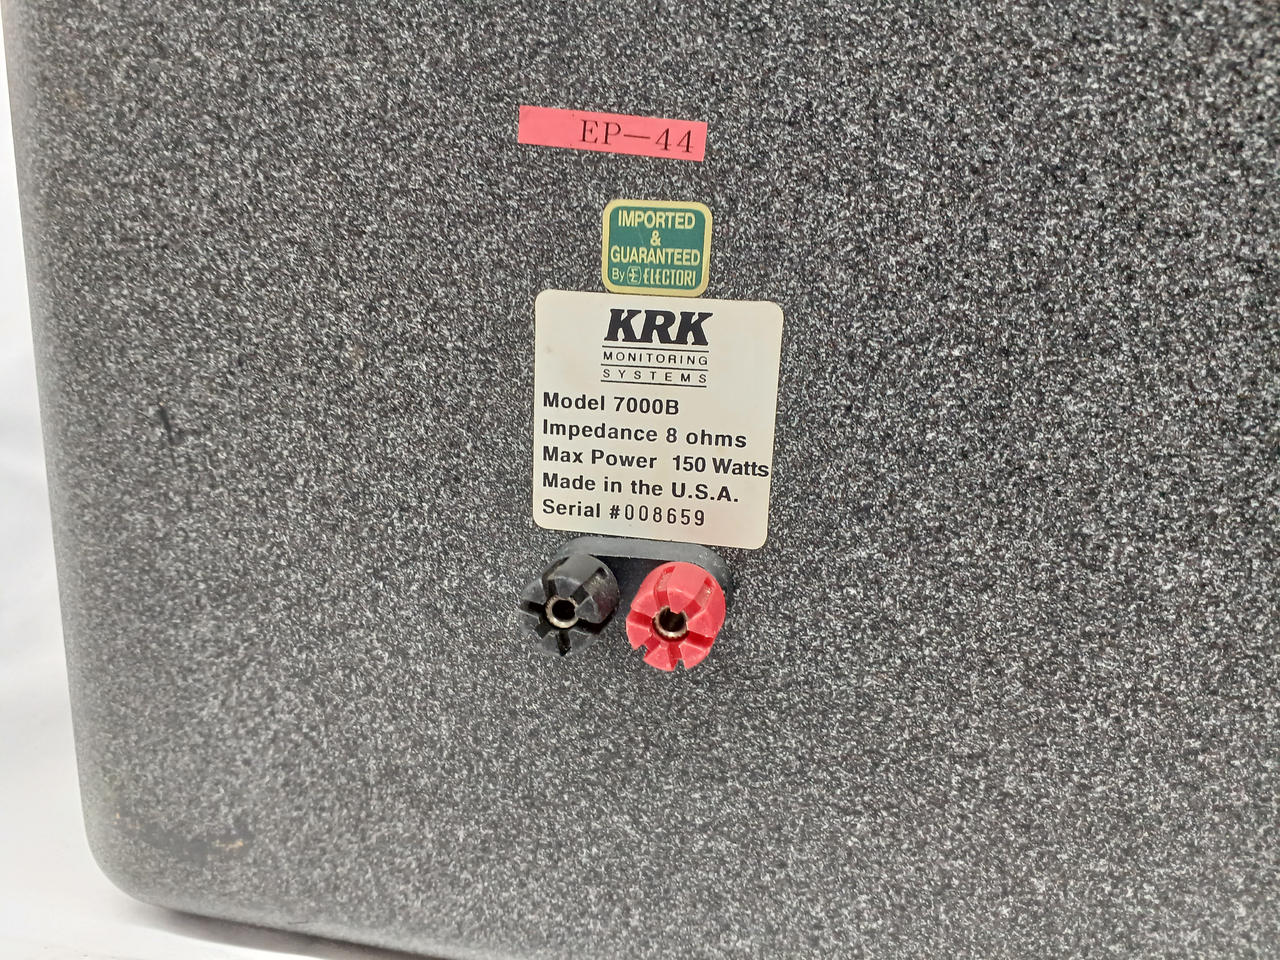 EP-44
IMPORTED
&
GUARANTEED
By ELECTORI
KRK
MONITORING
SYSTEMS
Model 7000B
Impedance 8 ohms
Max Power 150 Watts
Made in the U.S.A.
Serial #008659